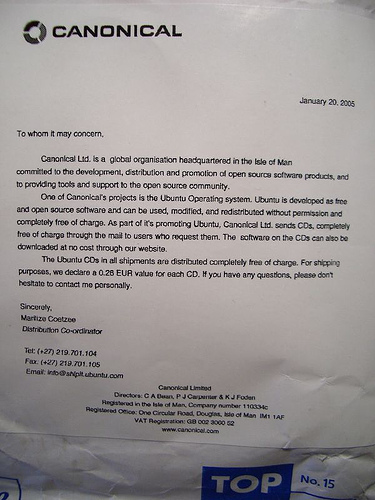 CANONICAL
January 20, 2005
To whom it may concern,
Canonical Ltd. is a global organisation headquartered in the Isle of Man
committed to the development, distribution and promotion of open source software products, and
to providing tools and support to the open source community.
One of Canonical's projects is the Ubuntu Operating system. Ubuntu is developed as free
and open source software and can be used, modified, and redistributed without permission and
completely free of charge. As part of it's promoting Ubuntu, Canonical Ltd. sends CDs, completely
free of charge through the mail to users who request them. The software on the CDs can also be
downloaded at no cost through our website.
The Ubuntu CDs in all shipments are distributed completely free of charge. For shipping
purposes, we declare a 0.28 EUR value for each CD. If you have any questions, please don't
hesitate to contact me personally.
Sincerely,
Marlize Coetzee
Distribution Co-ordinator
Tel: (+27) 219.701.104
Fax: (+27) 219.701.105
Email: info@shipit.ubuntu.com
Canonical Limited
Directors: C A Dean, P J Carpenter & K J Foden
Registered in the Isle of Man, Company number 110334c
Registered Office: One Circular Road, Douglas, Isle of Man IM1 1AF
VAT Registration: GB 002 3000 52
www.canonical.com
TOP No. 15